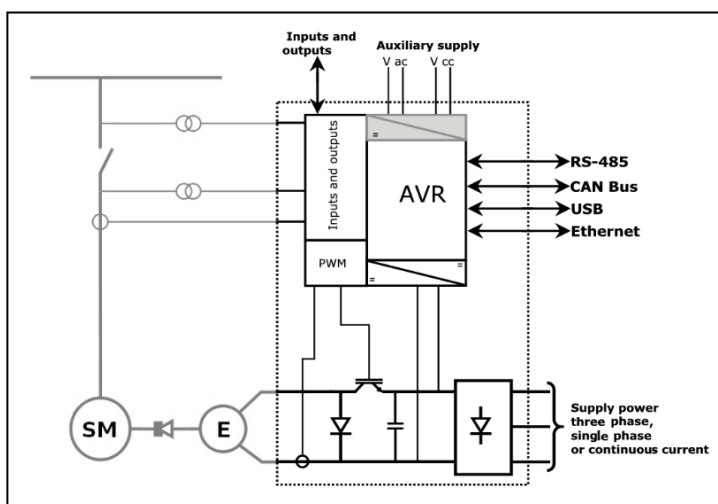 Inputs and
outputs
Auxiliary supply
V ac
V cc
Inputs and outputs
=
AVR
RS-485
CAN Bus
USB
Ethernet
PWM
=
=
SM
E
Supply power
three phase,
single phase
or continuous current